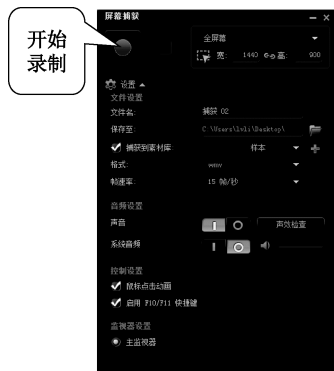 开始
录制
屏幕捕获
全屏幕
宽: 1440 高: 900
设置
文件设置
文件名: 捕获 02
保存至: C:\Users\lvli\Desktop\
捕获到素材库: 样本
格式: WMV
帧速率: 15 帧/秒
音频设置
声音 声效检查
系统音频
控制设置
鼠标点击动画
启用 F10/F11 快捷键
监视器设置
主监视器